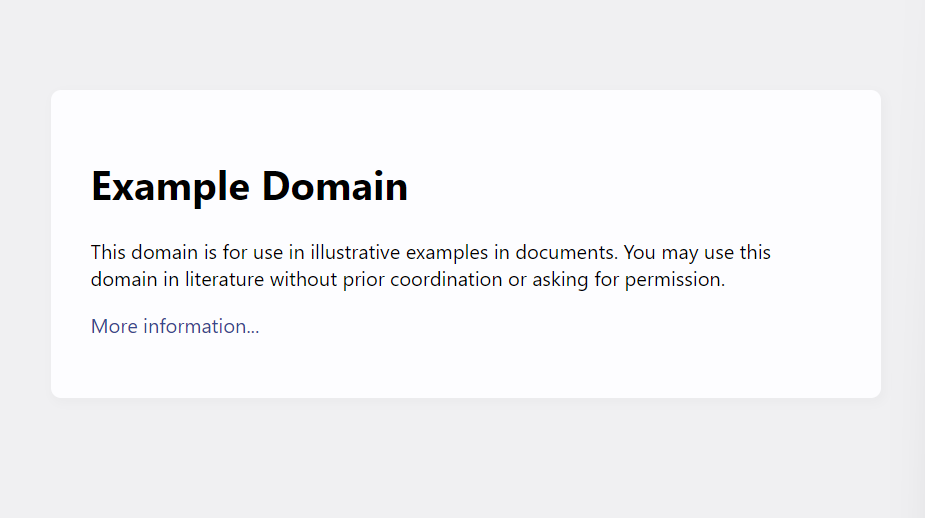 Example Domain
This domain is for use in illustrative examples in documents. You may use this
domain in literature without prior coordination or asking for permission.
More information...